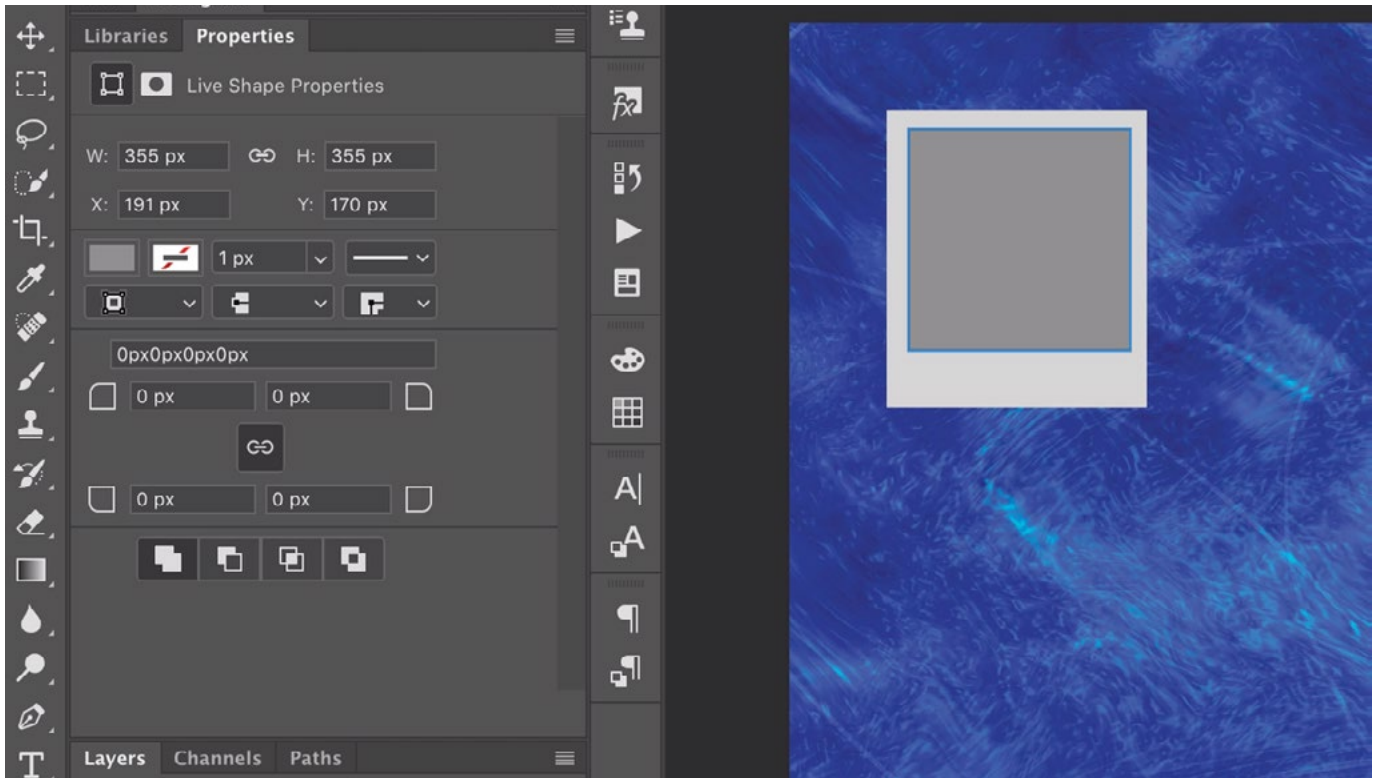 Libraries Properties
Live Shape Properties
W: 355 px H: 355 px
X: 191 px Y: 170 px
1 px
0px0px0px0px
0 px 0 px
0 px 0 px
Layers Channels Paths